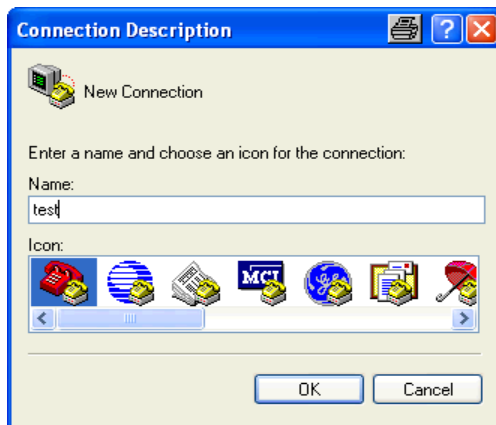 Connection Description
New Connection
Enter a name and choose an icon for the connection:
Name:
test
Icon:
MCI
OK
Cancel